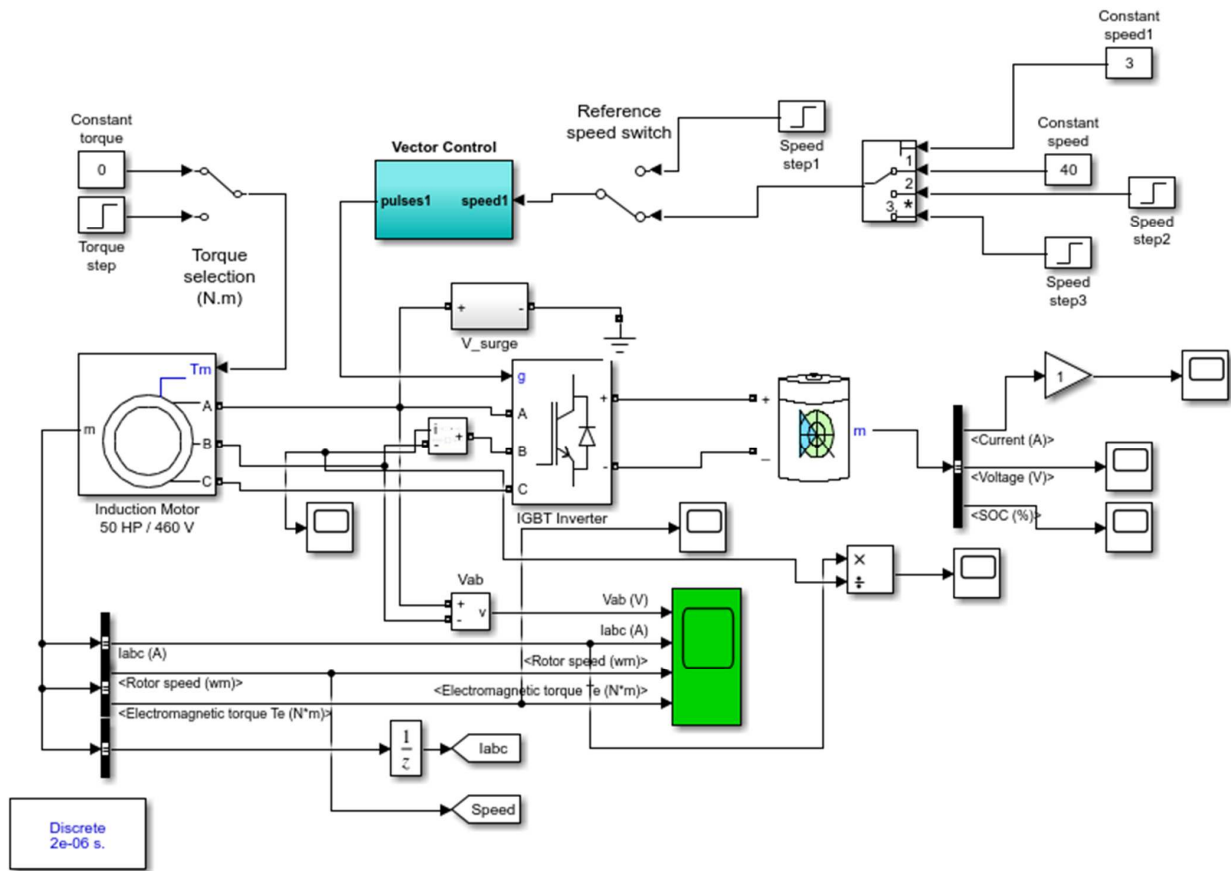 Constant
speed1
3
Constant
torque
0
Reference
speed switch
Speed
step1
Constant
speed
40
1
2
3
*
Vector Control
pulses1
speed1
Speed
step2
Torque
step
Torque
selection
(N.m)
Speed
step3
+
-
V_surge
Tm
g
1
m
A
B
C
A
B
C
+
-
i
+
-
+
_
m
<Current (A)>
<Voltage (V)>
<SOC (%)>
Induction Motor
50 HP / 460 V
IGBT Inverter
×
÷
Vab
+
-
v
Vab (V)
Iabc (A)
<Rotor speed (wm)>
<Electromagnetic torque Te (N*m)>
Iabc (A)
<Rotor speed (wm)>
<Electromagnetic torque Te (N*m)>
1
z
Iabc
Speed
Discrete
2e-06 s.